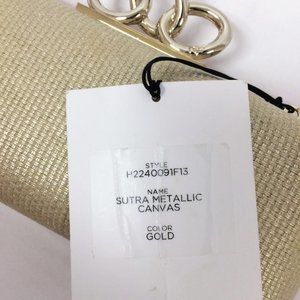 STYLE
H2240091F13
NAME
SUTRA METALLIC
CANVAS
COLOR
GOLD